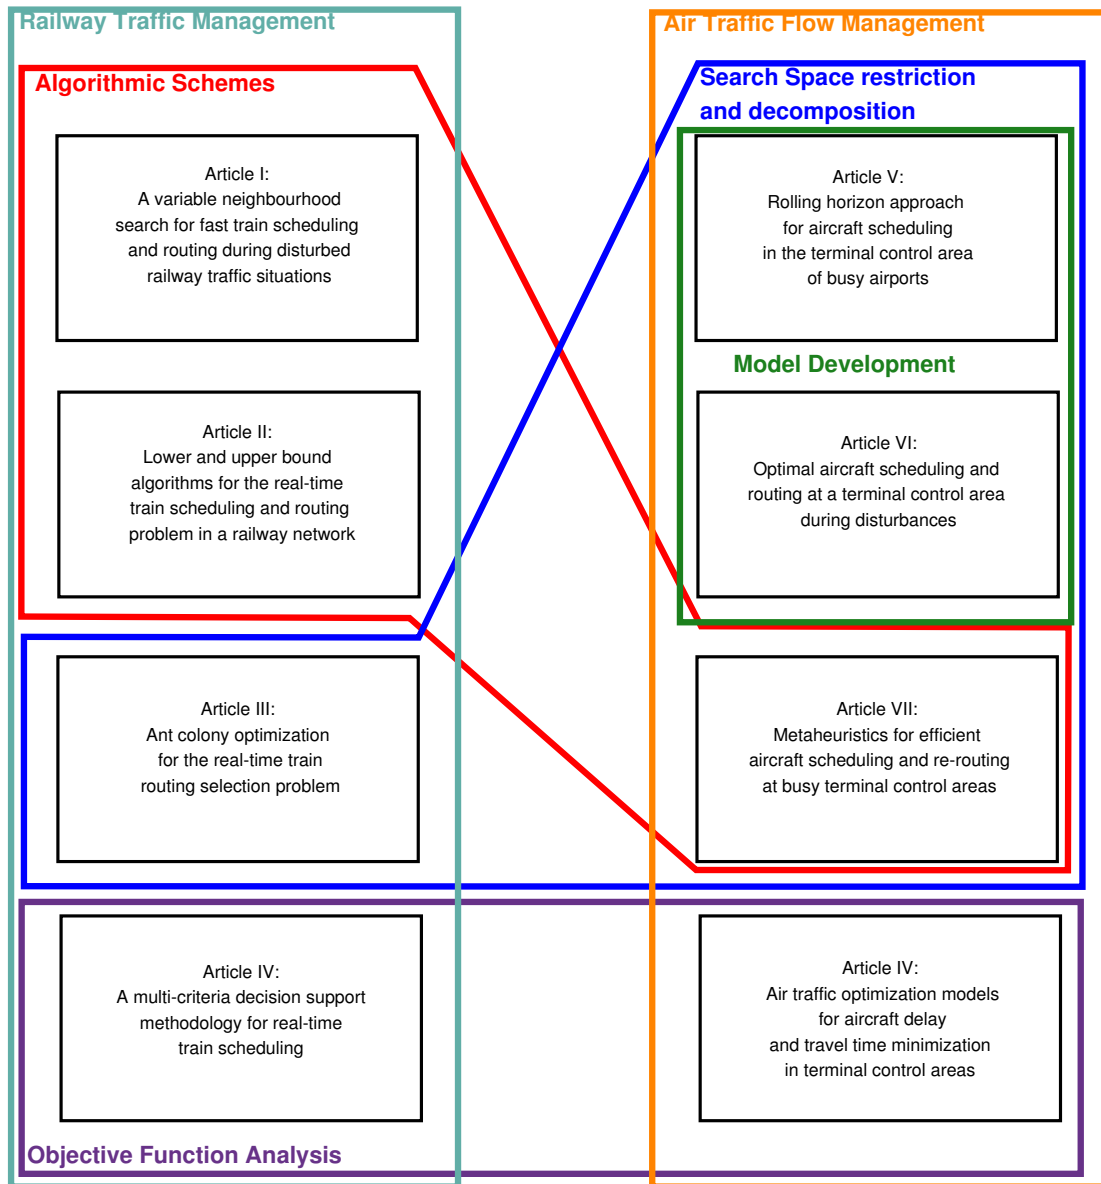 Railway Traffic Management
Air Traffic Flow Management
Algorithmic Schemes
Search Space restriction
and decomposition
Article I:
A variable neighbourhood
search for fast train scheduling
and routing during disturbed
railway traffic situations
Article V:
Rolling horizon approach
for aircraft scheduling
in the terminal control area
of busy airports
Model Development
Article II:
Lower and upper bound
algorithms for the real-time
train scheduling and routing
problem in a railway network
Article VI:
Optimal aircraft scheduling and
routing at a terminal control area
during disturbances
Article III:
Ant colony optimization
for the real-time train
routing selection problem
Article VII:
Metaheuristics for efficient
aircraft scheduling and re-routing
at busy terminal control areas
Article IV:
A multi-criteria decision support
methodology for real-time
train scheduling
Article IV:
Air traffic optimization models
for aircraft delay
and travel time minimization
in terminal control areas
Objective Function Analysis